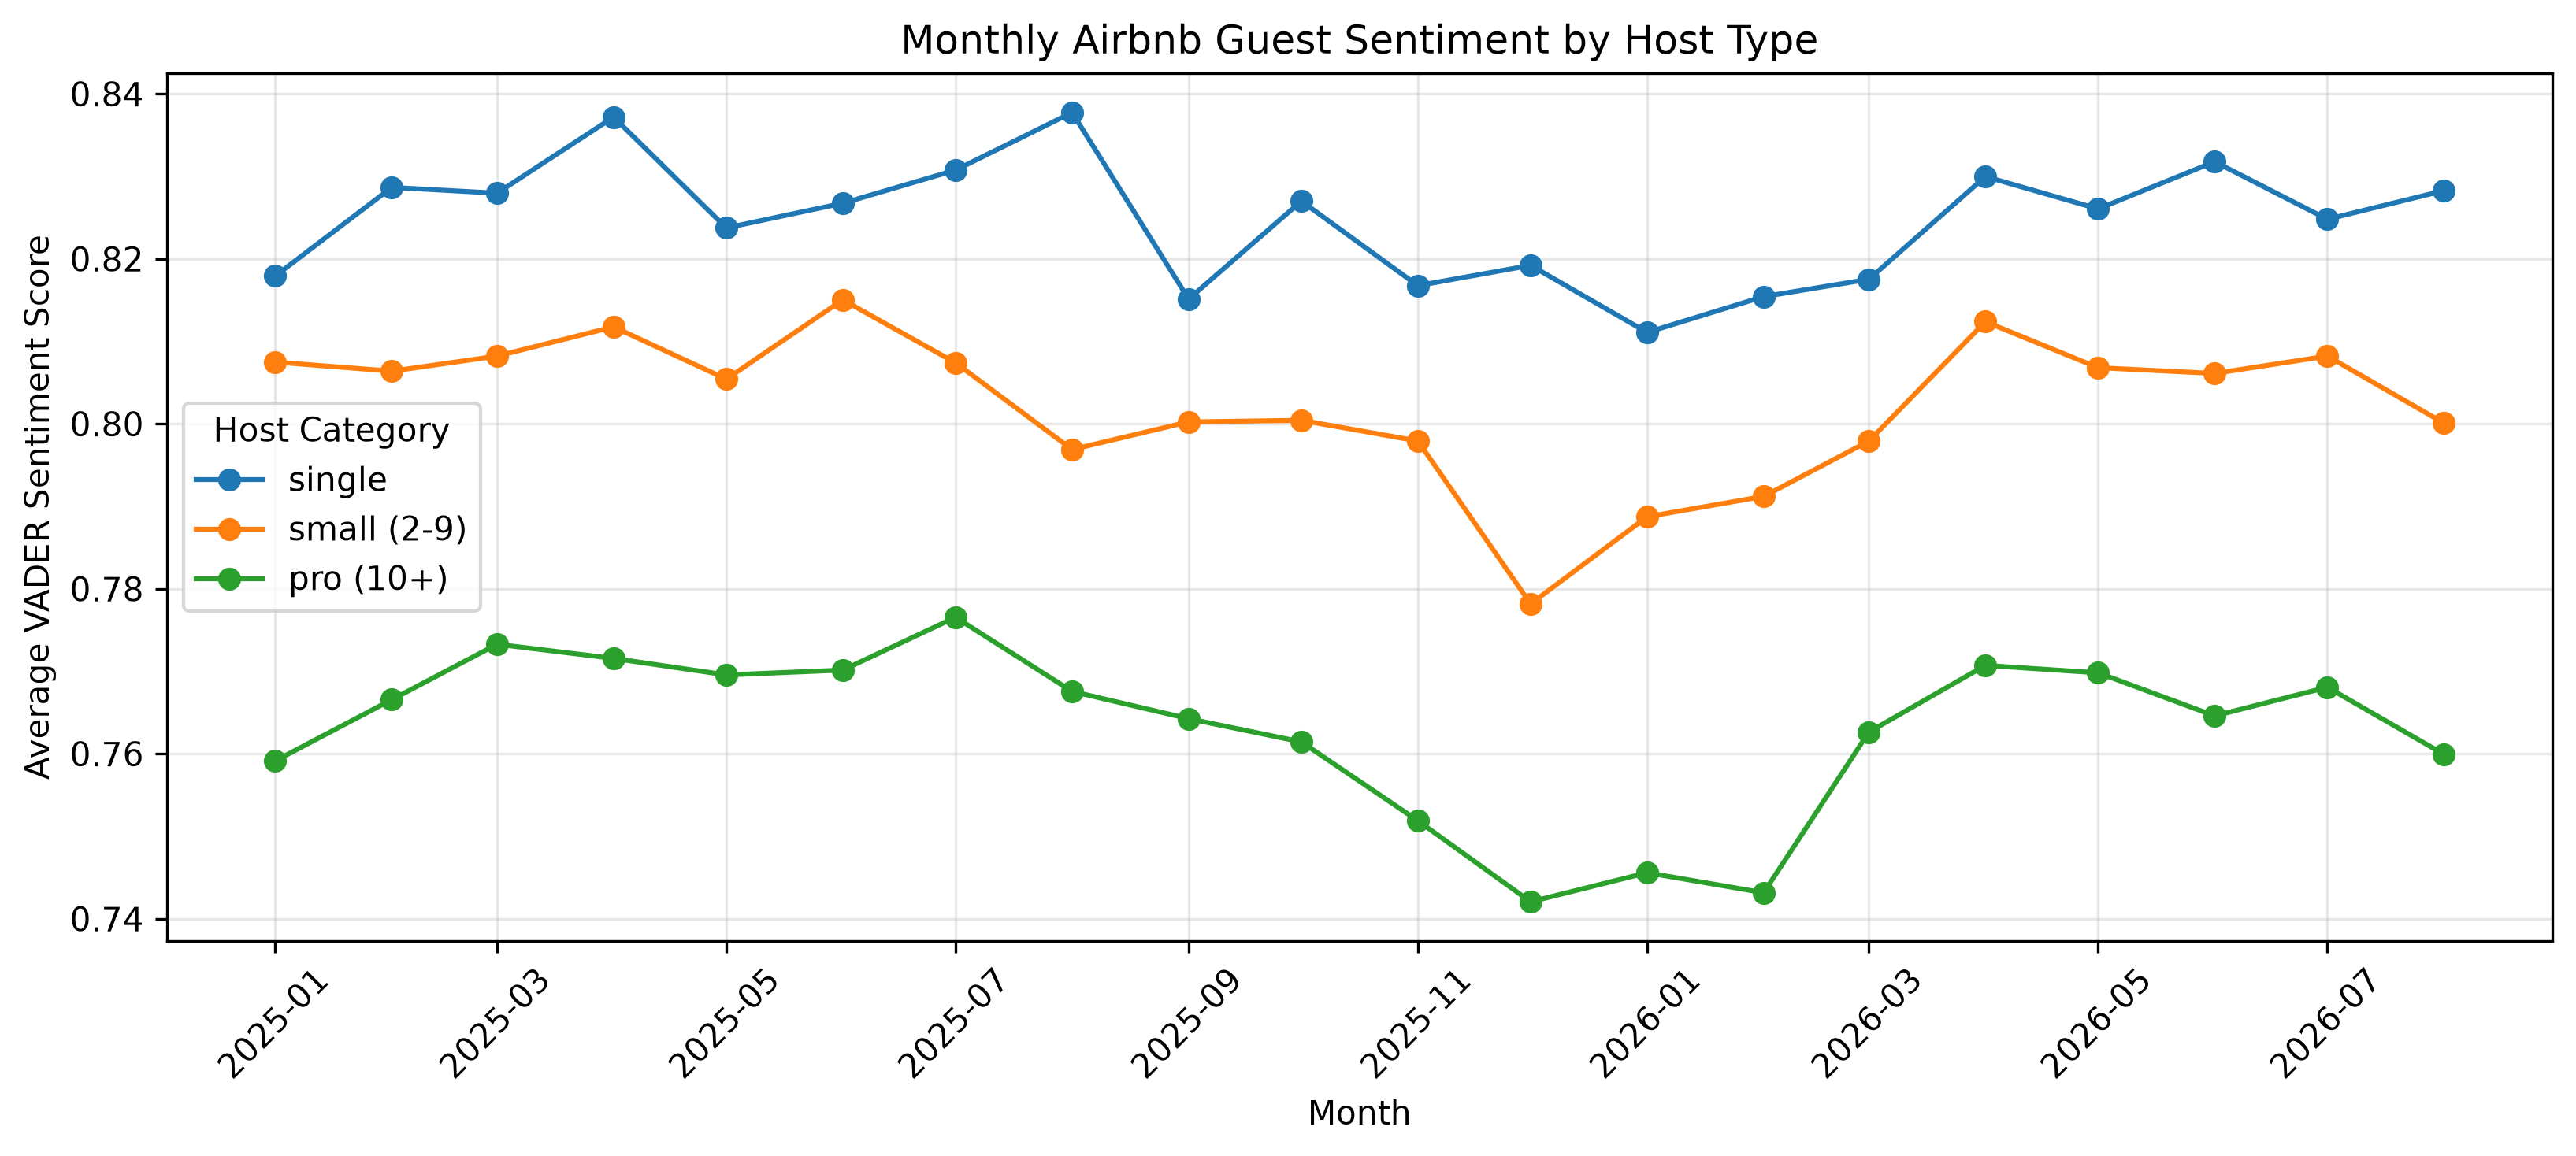 Monthly Airbnb Guest Sentiment by Host Type
Average VADER Sentiment Score
0.84
0.82
0.80
0.78
0.76
0.74
Host Category
single
small (2-9)
pro (10+)
2025-01
2025-03
2025-05
2025-07
2025-09
2025-11
2026-01
2026-03
2026-05
2026-07
Month